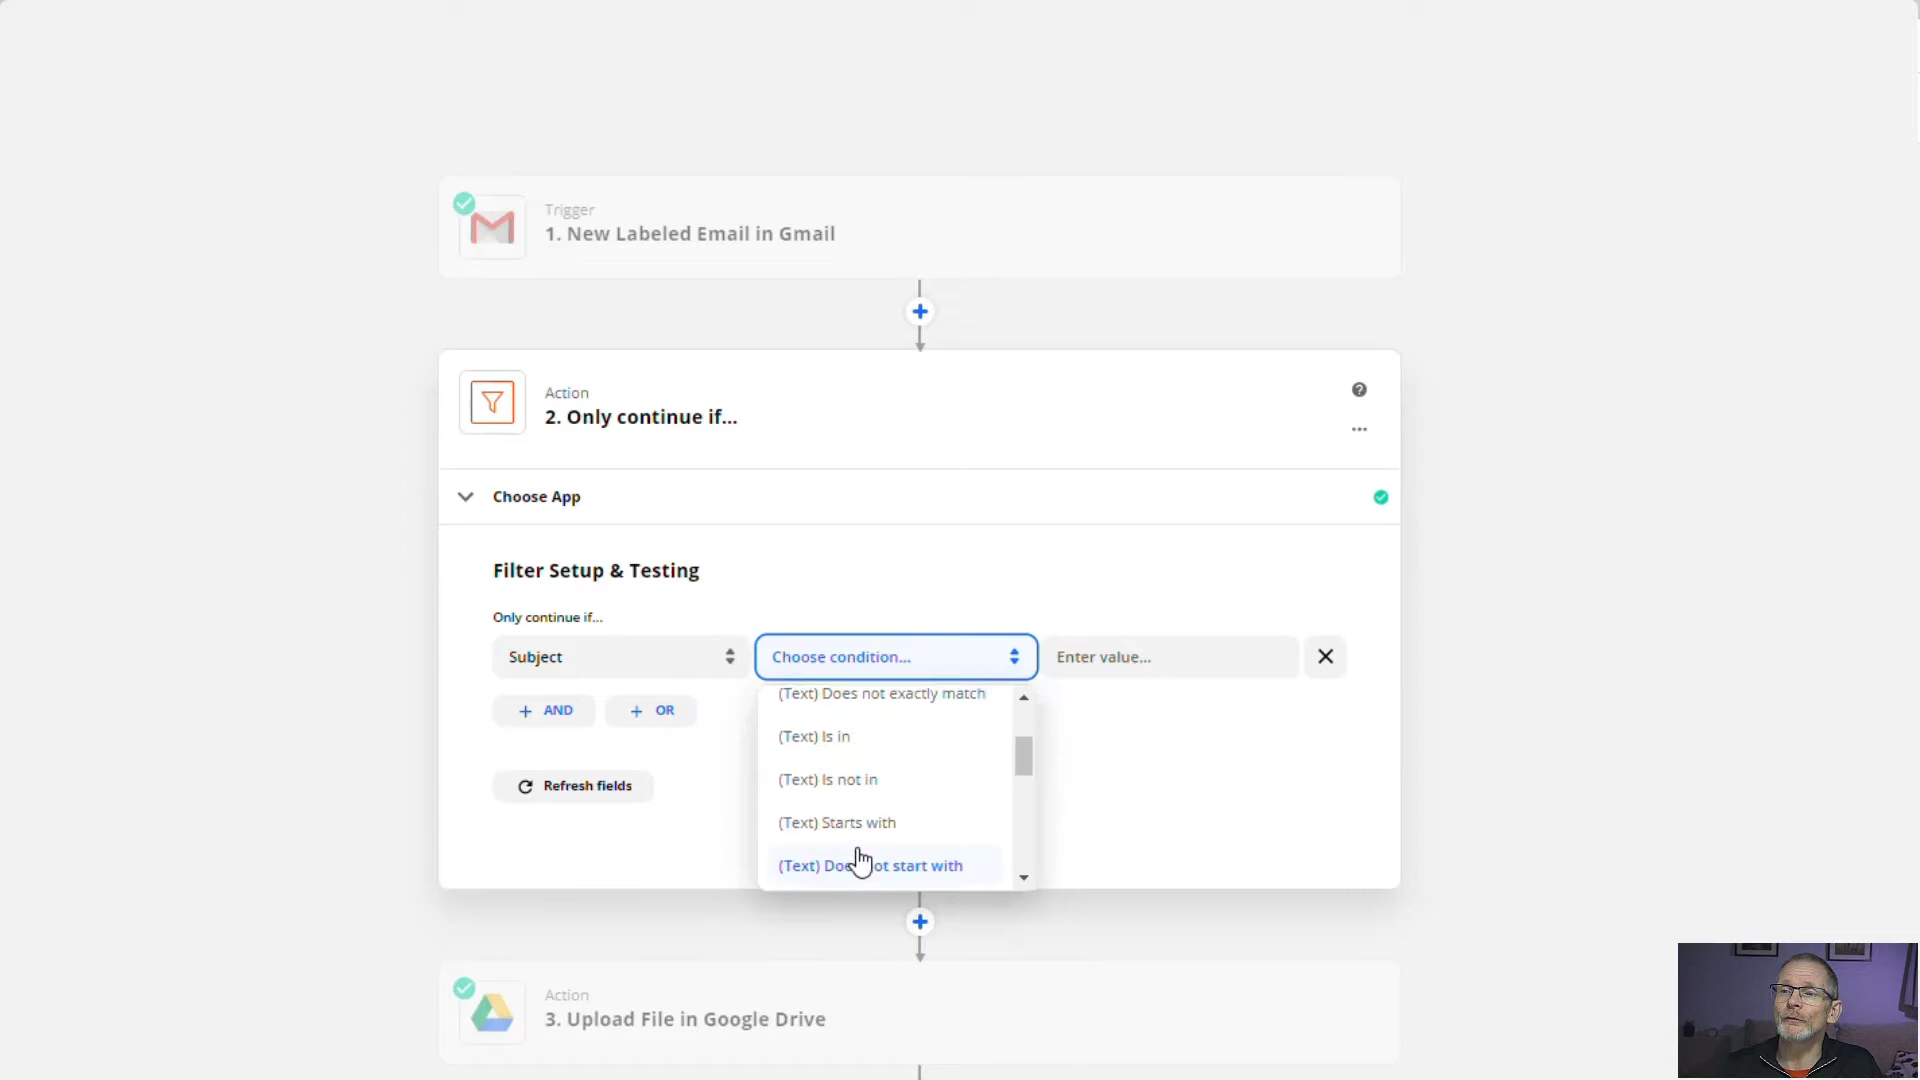 Trigger
1. New Labeled Email in Gmail
Action
2. Only continue if...
Choose App
Filter Setup & Testing
Only continue if...
Subject
Choose condition...
Enter value...
+ AND
+ OR
(Text) Does not exactly match
(Text) Is in
(Text) Is not in
(Text) Starts with
(Text) Does not start with
Refresh fields
Action
3. Upload File in Google Drive